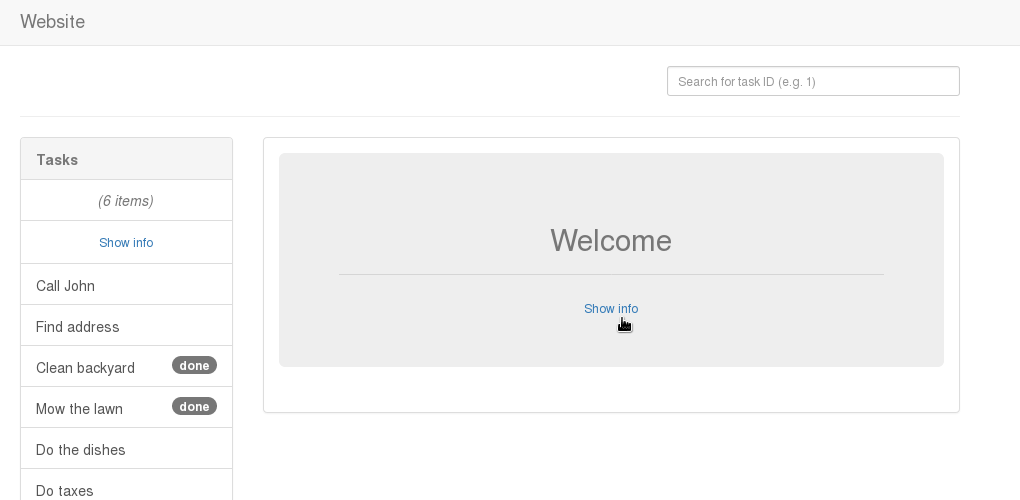 Website
Search for task ID (e.g. 1)
Tasks
(6 items)
Show info
Call John
Find address
Clean backyard done
Mow the lawn done
Do the dishes
Do taxes
Welcome
Show info